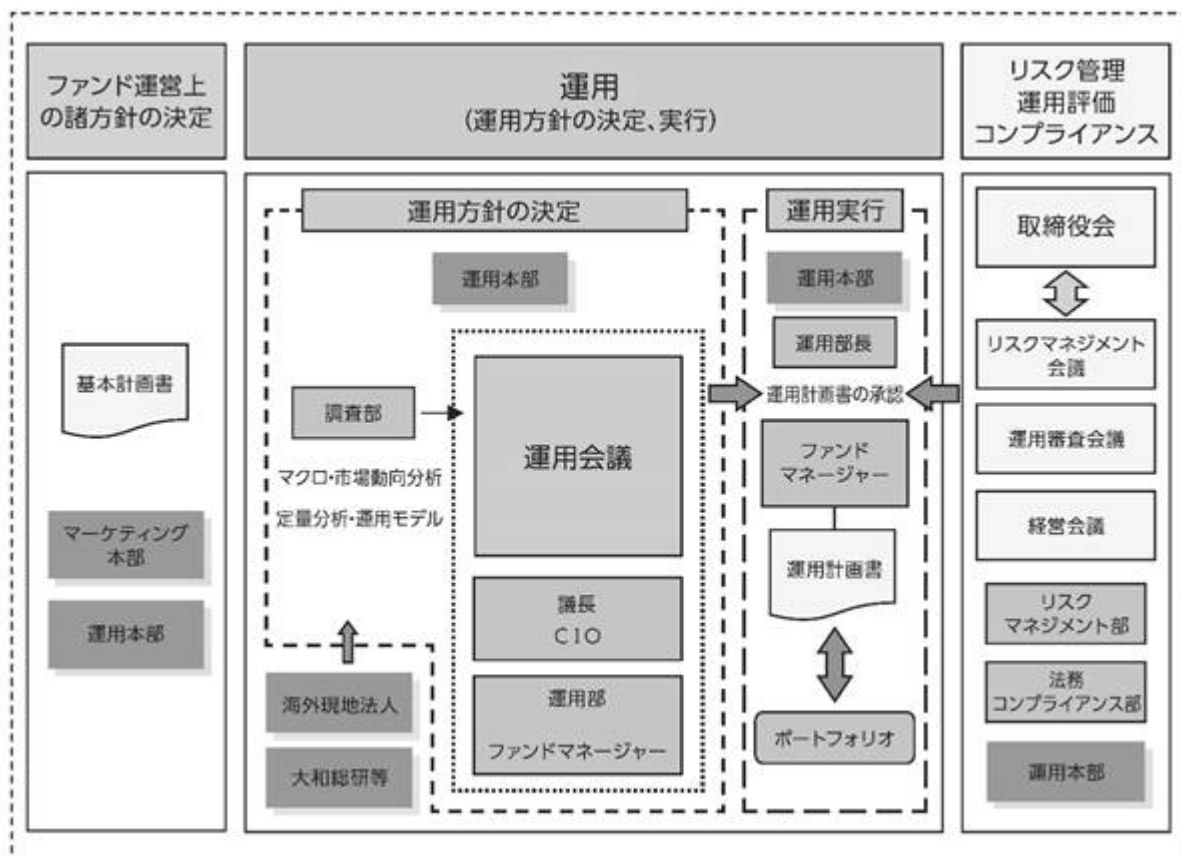 ファンド運営上
の諸方針の決定
運用
(運用方針の決定、実行)
リスク管理
運用評価
コンプライアンス
基本計画書
マーケティング
本部
運用本部
運用方針の決定
運用本部
調査部
マクロ・市場動向分析
定量分析・運用モデル
運用会議
議長
CIO
運用部
ファンドマネージャー
海外現地法人
大和総研等
運用実行
運用本部
運用部長
運用計画書の承認
ファンド
マネージャー
運用計画書
ポートフォリオ
取締役会
リスクマネジメント
会議
運用審査会議
経営会議
リスク
マネジメント部
法務
コンプライアンス部
運用本部